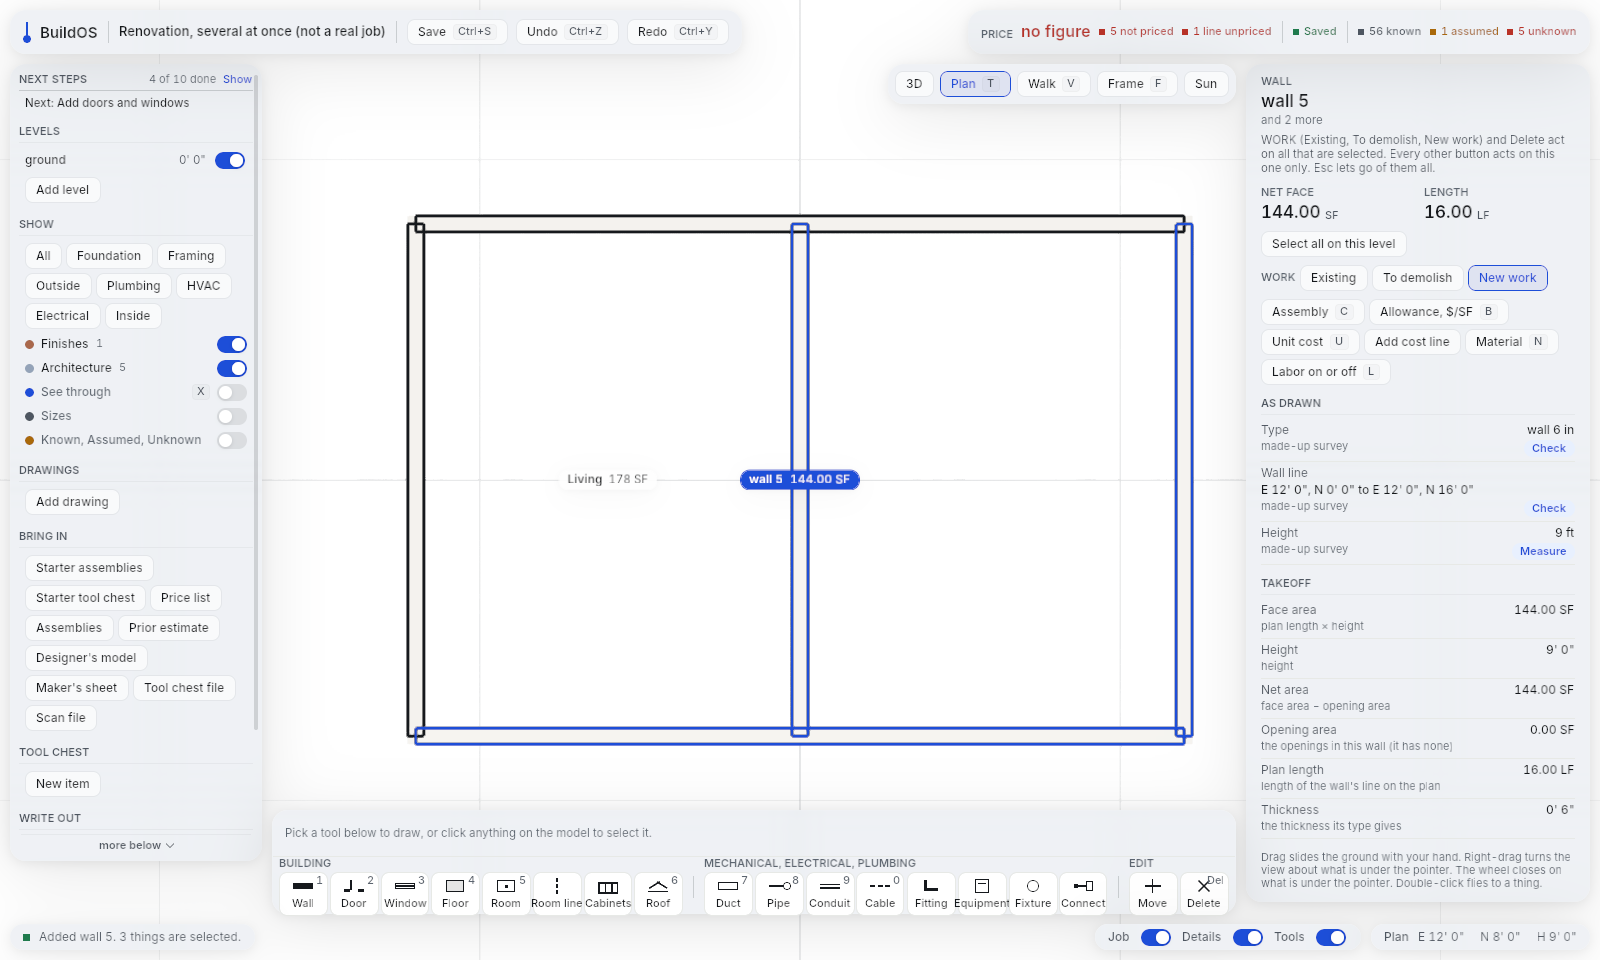 BuildOS
Renovation, several at once (not a real job)
Save Ctrl+S
Undo Ctrl+Z
Redo Ctrl+Y
PRICE no figure 5 not priced 1 line unpriced Saved 56 known 1 assumed 5 unknown
NEXT STEPS 4 of 10 done Show
Next: Add doors and windows
LEVELS
ground 0' 0"
Add level
SHOW
All Foundation Framing
Outside Plumbing HVAC
Electrical Inside
Finishes 1
Architecture 5
See through X
Sizes
Known, Assumed, Unknown
DRAWINGS
Add drawing
BRING IN
Starter assemblies
Starter tool chest Price list
Assemblies Prior estimate
Designer's model
Maker's sheet Tool chest file
Scan file
TOOL CHEST
New item
WRITE OUT
more below
3D Plan T Walk V Frame F Sun
Living 178 SF
wall 5 144.00 SF
WALL
wall 5
and 2 more
WORK (Existing, To demolish, New work) and Delete act
on all that are selected. Every other button acts on this
one only. Esc lets go of them all.
NET FACE LENGTH
144.00 SF 16.00 LF
Select all on this level
WORK Existing To demolish New work
Assembly C Allowance, $/SF B
Unit cost U Add cost line Material N
Labor on or off L
AS DRAWN
Type wall 6 in
made-up survey Check
Wall line
E 12' 0", N 0' 0" to E 12' 0", N 16' 0"
made-up survey Check
Height 9 ft
made-up survey Measure
TAKEOFF
Face area 144.00 SF
plan length × height
Height 9' 0"
height
Net area 144.00 SF
face area − opening area
Opening area 0.00 SF
the openings in this wall (it has none)
Plan length 16.00 LF
length of the wall's line on the plan
Thickness 0' 6"
the thickness its type gives
Drag slides the ground with your hand. Right-drag turns the
view about what is under the pointer. The wheel closes on
what is under the pointer. Double-click flies to a thing.
Pick a tool below to draw, or click anything on the model to select it.
BUILDING MECHANICAL, ELECTRICAL, PLUMBING EDIT
1 2 3 4 5 6 7 8 9 0 Del
Wall Door Window Floor Room Room line Cabinets Roof Duct Pipe Conduit Cable Fitting Equipment Fixture Connect Move Delete
Added wall 5. 3 things are selected.
Job Details Tools
Plan E 12' 0" N 8' 0" H 9' 0"